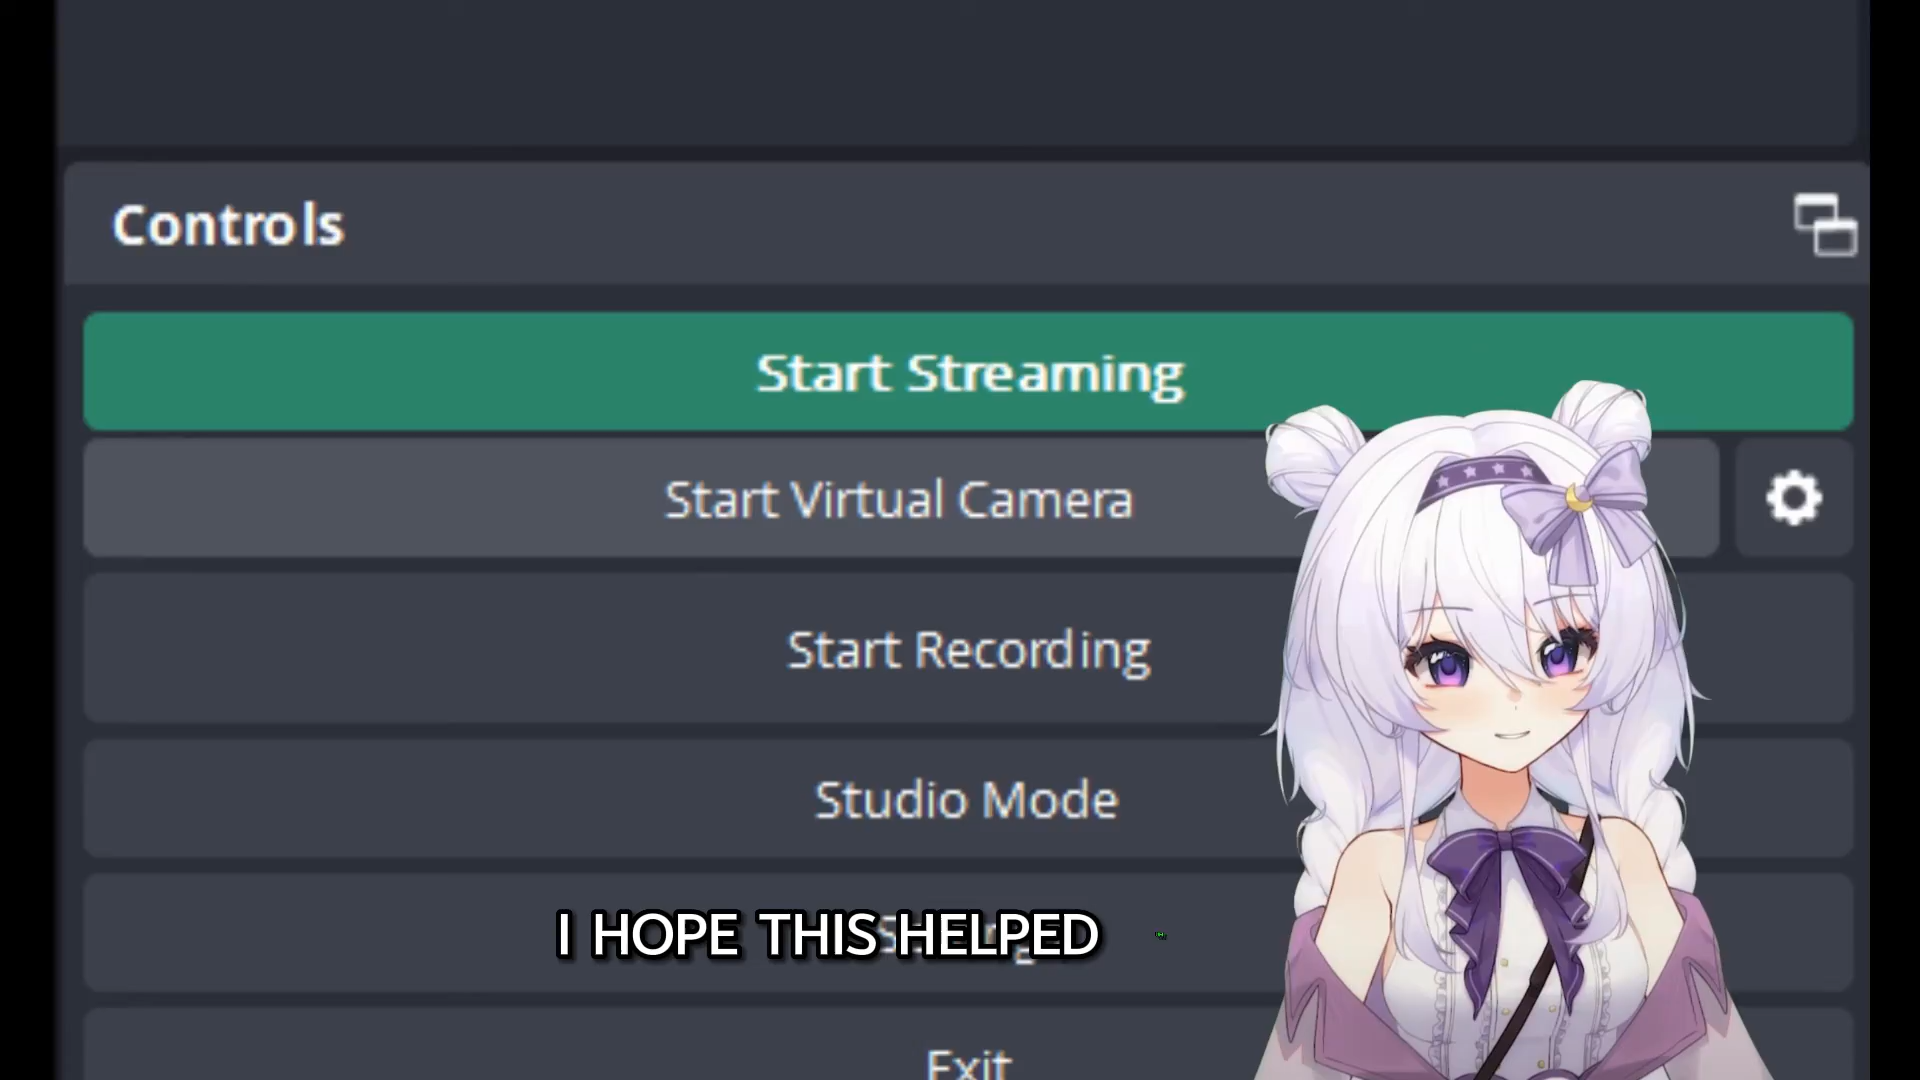 Controls
Start Streaming
Start Virtual Camera
Start Recording
Studio Mode
I HOPE THIS HELPED
Exit